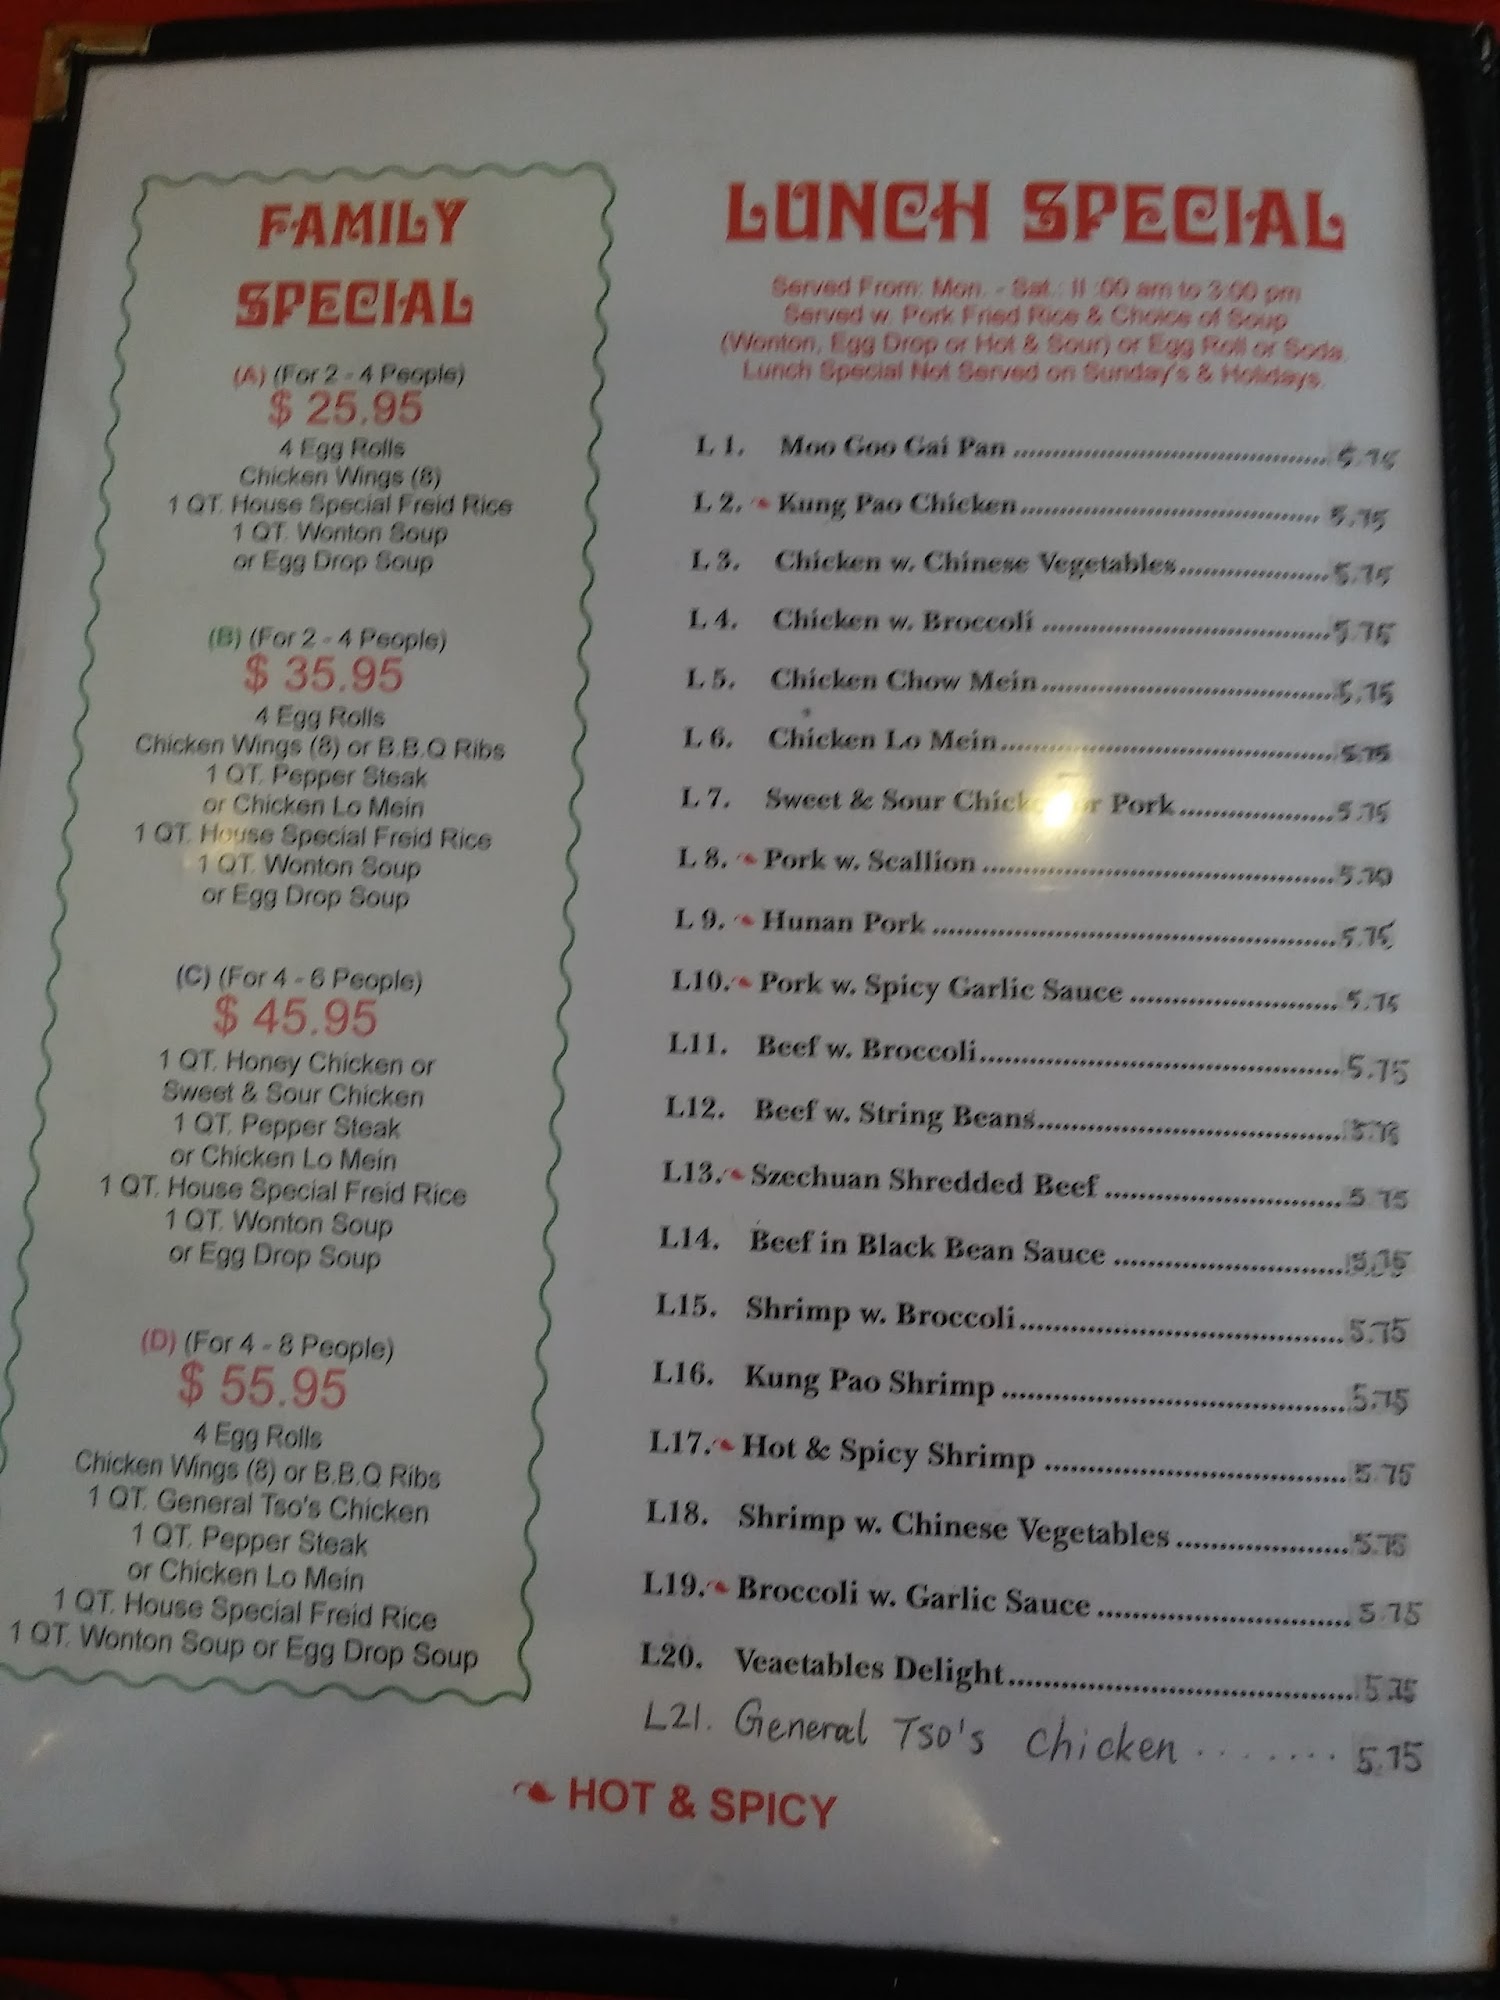 FAMILY
SPECIAL
(A) (For 2 - 4 People)
$ 25.95
4 Egg Rolls
Chicken Wings (8)
1 QT. House Special Freid Rice
1 QT. Wonton Soup
or Egg Drop Soup
(B) (For 2 - 4 People)
$ 35.95
4 Egg Rolls
Chicken Wings (8) or B.B.Q Ribs
1 QT. Pepper Steak
or Chicken Lo Mein
1 QT. House Special Freid Rice
1 QT. Wonton Soup
or Egg Drop Soup
(C) (For 4 - 6 People)
$ 45.95
1 QT. Honey Chicken or
Sweet & Sour Chicken
1 QT. Pepper Steak
or Chicken Lo Mein
1 QT. House Special Freid Rice
1 QT. Wonton Soup
or Egg Drop Soup
(D) (For 4 - 8 People)
$ 55.95
4 Egg Rolls
Chicken Wings (8) or B.B.Q Ribs
1 QT. General Tso's Chicken
1 QT. Pepper Steak
or Chicken Lo Mein
1 QT. House Special Freid Rice
1 QT. Wonton Soup or Egg Drop Soup
LUNCH SPECIAL
Served From: Mon. - Sat.: 11 :00 am to 3:00 pm
Served w. Pork Fried Rice & Choice of Soup
(Wonton, Egg Drop or Hot & Sour) or Egg Roll or Soda.
Lunch Special Not Served on Sunday's & Holidays.
L 1. Moo Goo Gai Pan 5.75
L 2. Kung Pao Chicken 5.75
L 3. Chicken w. Chinese Vegetables 5.75
L 4. Chicken w. Broccoli 5.75
L 5. Chicken Chow Mein 5.75
L 6. Chicken Lo Mein 5.75
L 7. Sweet & Sour Pork 5.75
L 8. Pork w. Scallion
L 9. Hunan Pork 5.75
L10. Pork w. Spicy Garlic Sauce 5.75
L11. Beef w. Broccoli 5.75
L12. Beef w. String Beans 5.75
L13. Szechuan Shredded Beef 5.75
L14. Beef in Black Bean Sauce 5.75
L15. Shrimp w. Broccoli 5.75
L16. Kung Pao Shrimp 5.75
L17. Hot & Spicy Shrimp 5.75
L18. Shrimp w. Chinese Vegetables 5.75
L19. Broccoli w. Garlic Sauce 5.75
L20. Veaetables Delight 5.75
L21. General Tso's Chicken 5.75
HOT & SPICY